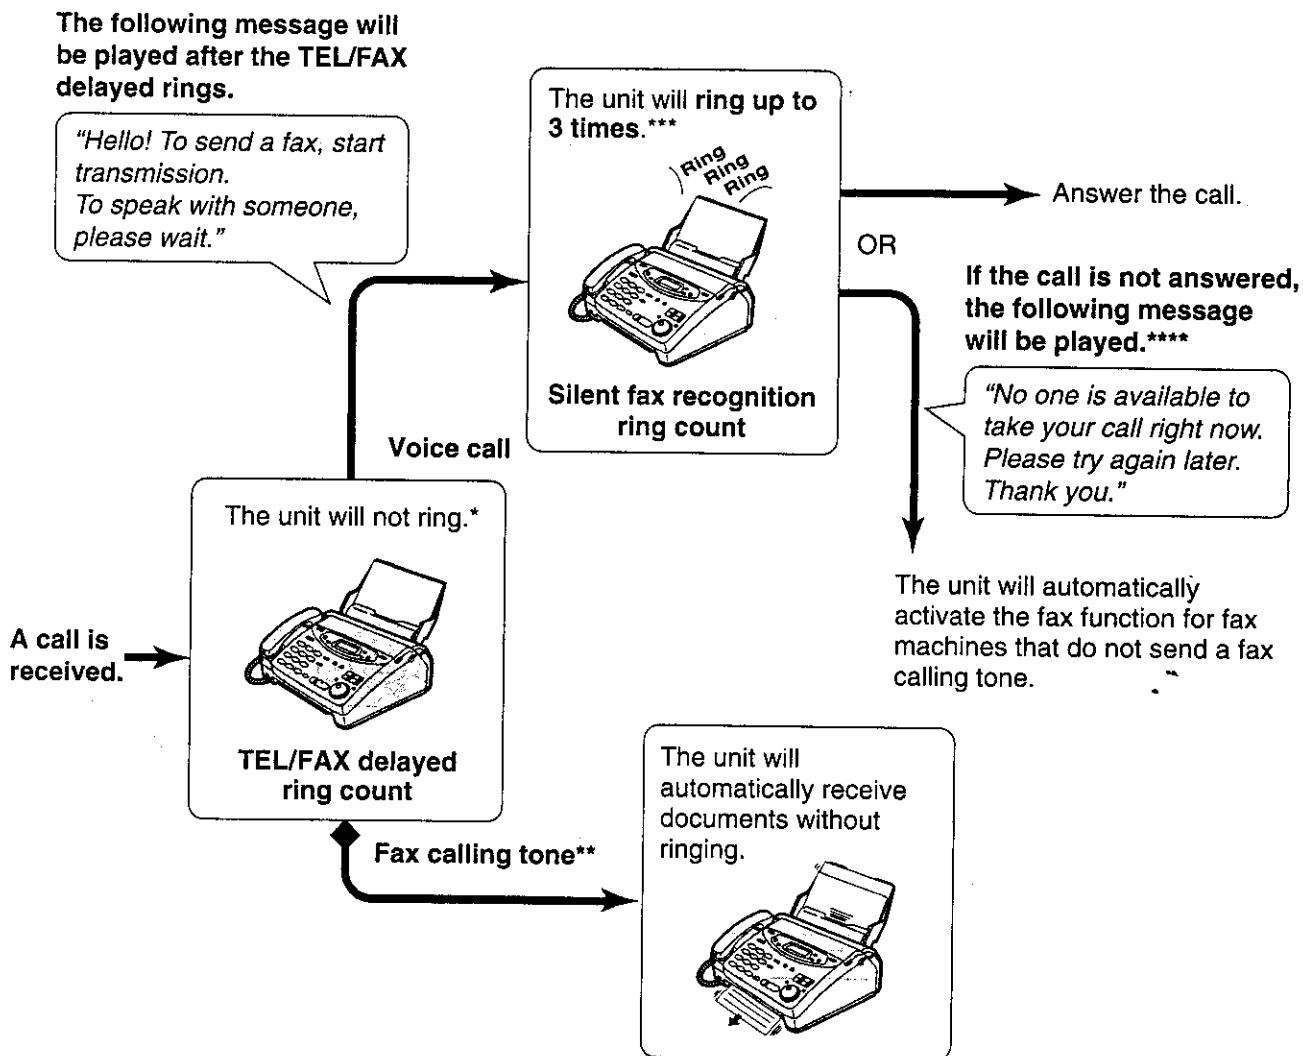 The following message will
be played after the TEL/FAX
delayed rings.
"Hello! To send a fax, start
transmission.
To speak with someone,
please wait."
The unit will ring up to
3 times.***
Ring
Ring
Ring
Silent fax recognition
ring count
Answer the call.
OR
If the call is not answered,
the following message
will be played.****
"No one is available to
take your call right now.
Please try again later.
Thank you."
The unit will automatically
activate the fax function for fax
machines that do not send a fax
calling tone.
Voice call
The unit will not ring.*
A call is
received.
TEL/FAX delayed
ring count
Fax calling tone**
The unit will
automatically receive
documents without
ringing.